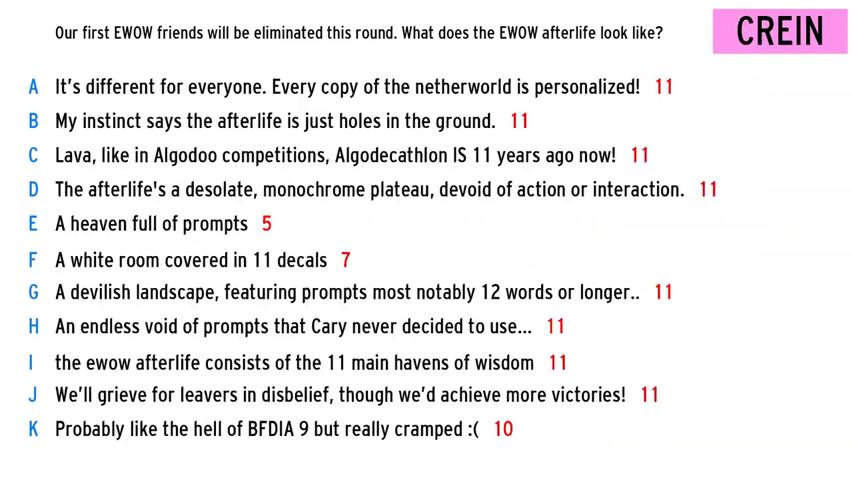 Our first EWOW friends will be eliminated this round. What does the EWOW afterlife look like?
CREIN
A It's different for everyone. Every copy of the netherworld is personalized! 11
B My instinct says the afterlife is just holes in the ground. 11
C Lava, like in Algodoo competitions, Algodecathlon IS 11 years ago now! 11
D The afterlife's a desolate, monochrome plateau, devoid of action or interaction. 11
E A heaven full of prompts 5
F A white room covered in 11 decals 7
G A devilish landscape, featuring prompts most notably 12 words or longer.. 11
H An endless void of prompts that Cary never decided to use... 11
I the ewow afterlife consists of the 11 main havens of wisdom 11
J We'll grieve for leavers in disbelief, though we'd achieve more victories! 11
K Probably like the hell of BFDIA 9 but really cramped :( 10